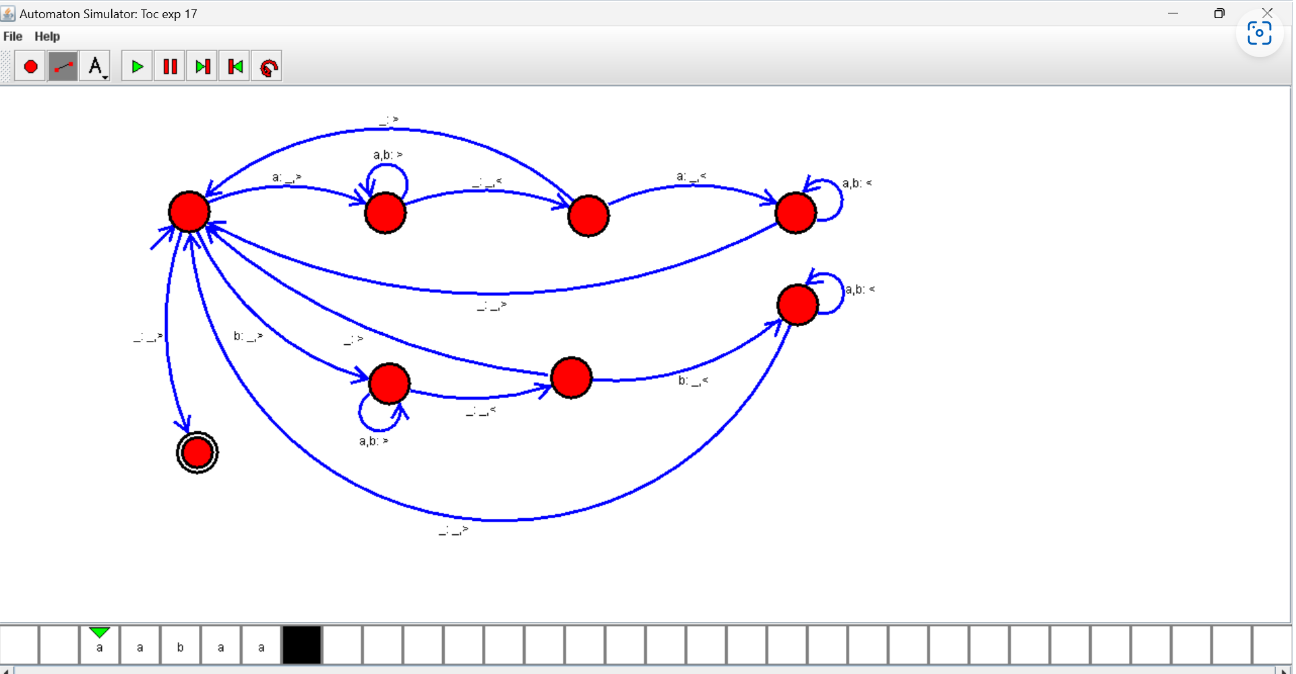 Automaton Simulator: Toc exp 17
File Help
A
_: >
a,b: >
a: _,>
_: _,<
a: _,<
a,b: <
_: _,>
a,b: <
_: _,>
b: _,>
_: >
b: _,<
_: _,<
a,b: >
_: _,>
a a b a a